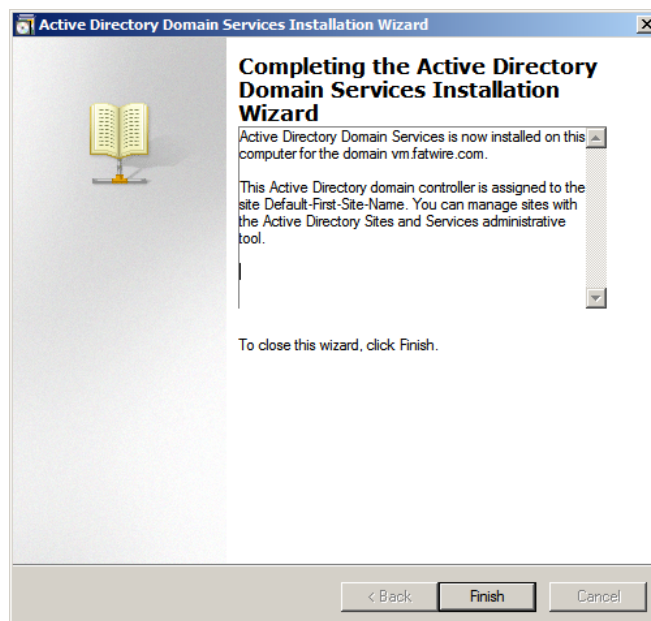 Active Directory Domain Services Installation Wizard
Completing the Active Directory
Domain Services Installation
Wizard
Active Directory Domain Services is now installed on this
computer for the domain vm.fatwire.com.
This Active Directory domain controller is assigned to the
site Default-First-Site-Name. You can manage sites with
the Active Directory Sites and Services administrative
tool.
To close this wizard, click Finish.
< Back
Finish
Cancel